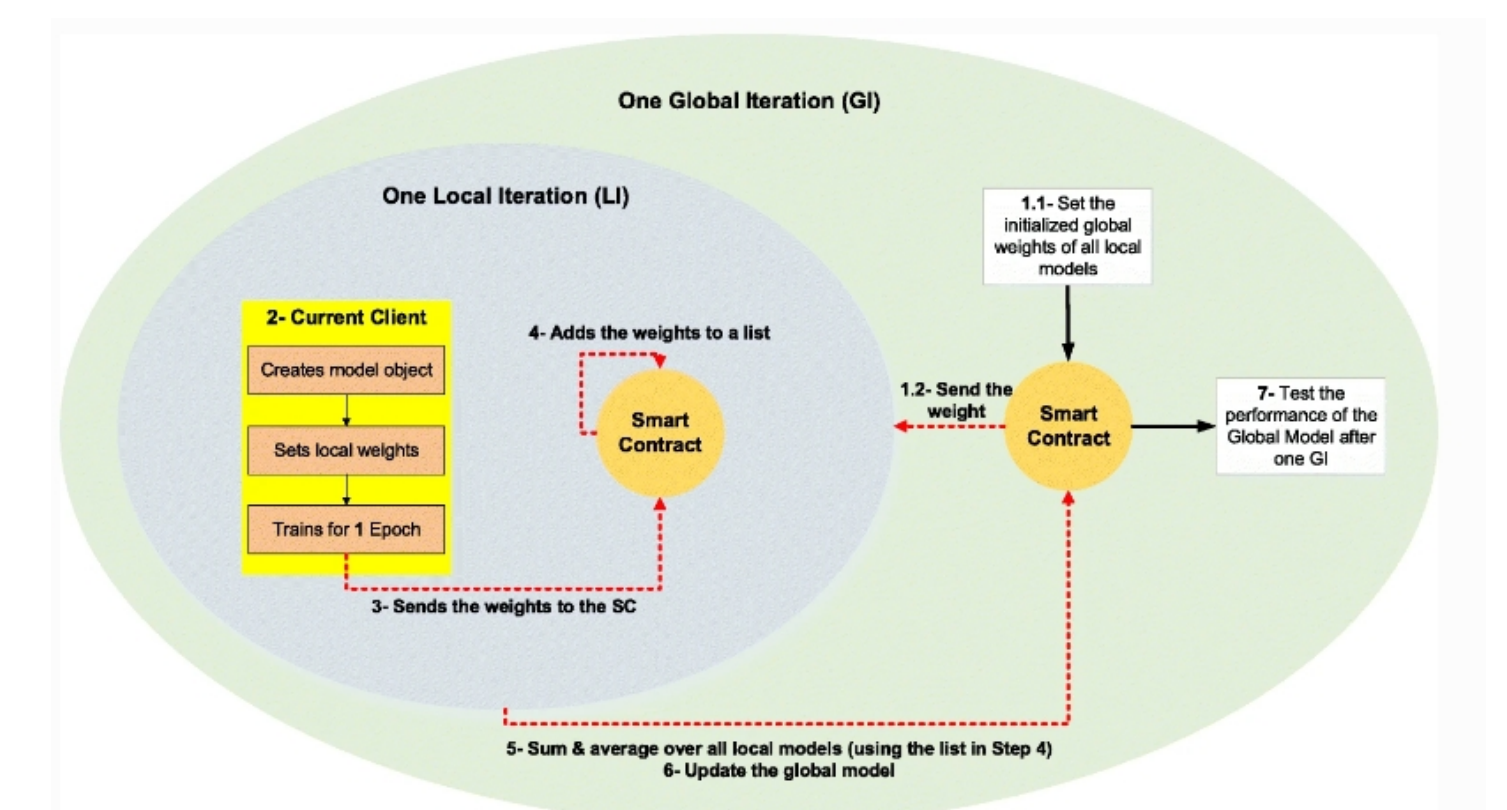 One Global Iteration (GI)
One Local Iteration (LI)
1.1- Set the
initialized global
weights of all local
models
2- Current Client
Creates model object
Sets local weights
Trains for 1 Epoch
4- Adds the weights to a list
Smart
Contract
3- Sends the weights to the SC
1.2- Send the
weight
Smart
Contract
7- Test the
performance of the
Global Model after
one GI
5- Sum & average over all local models (using the list in Step 4)
6- Update the global model